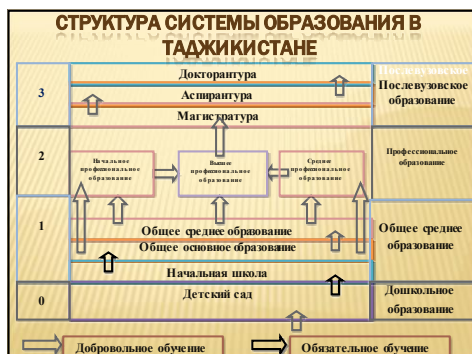 СТРУКТУРА СИСТЕМЫ ОБРАЗОВАНИЯ В
ТАДЖИКИСТАНЕ
3
Докторантура
Аспирантура
Магистратура
Послевузовское
Послевузовское
образование
2
Начальное
профессиональное
образование
Высшее
профессиональное
образование
Среднее
профессиональное
образование
Профессиональное
образование
1
Общее среднее образование
Общее основное образование
Начальная школа
Общее среднее
образование
0
Детский сад
Дошкольное
образование
Добровольное обучение
Обязательное обучение